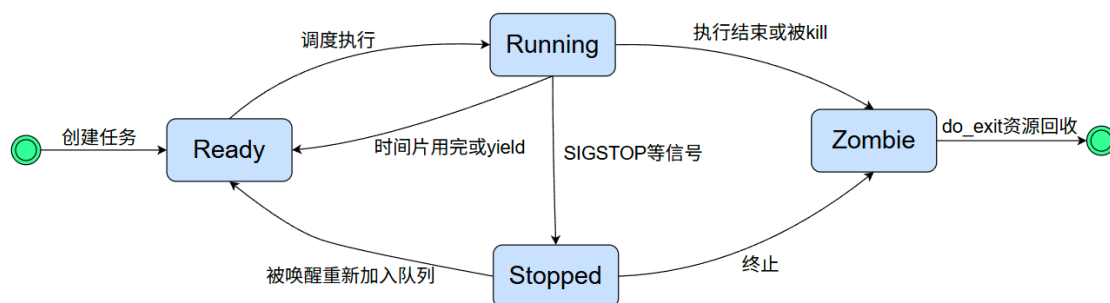 调度执行
Running
执行结束或被kill
创建任务
Ready
时间片用完或yield
SIGSTOP等信号
Zombie
do_exit资源回收
被唤醒重新加入队列
Stopped
终止